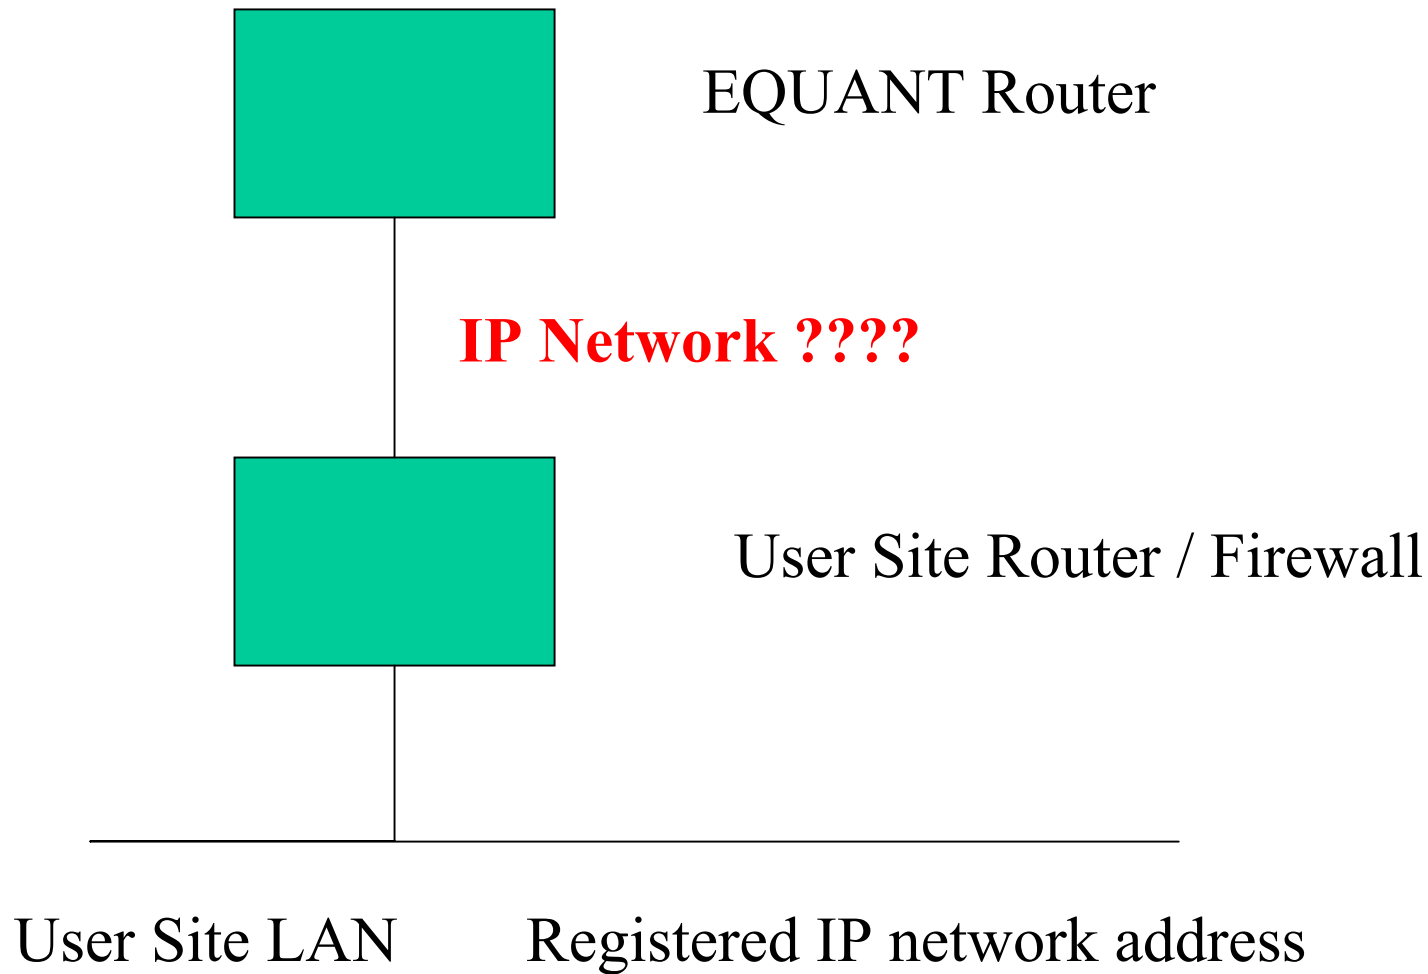 EQUANT Router
IP Network ????
User Site Router / Firewall
User Site LAN
Registered IP network address